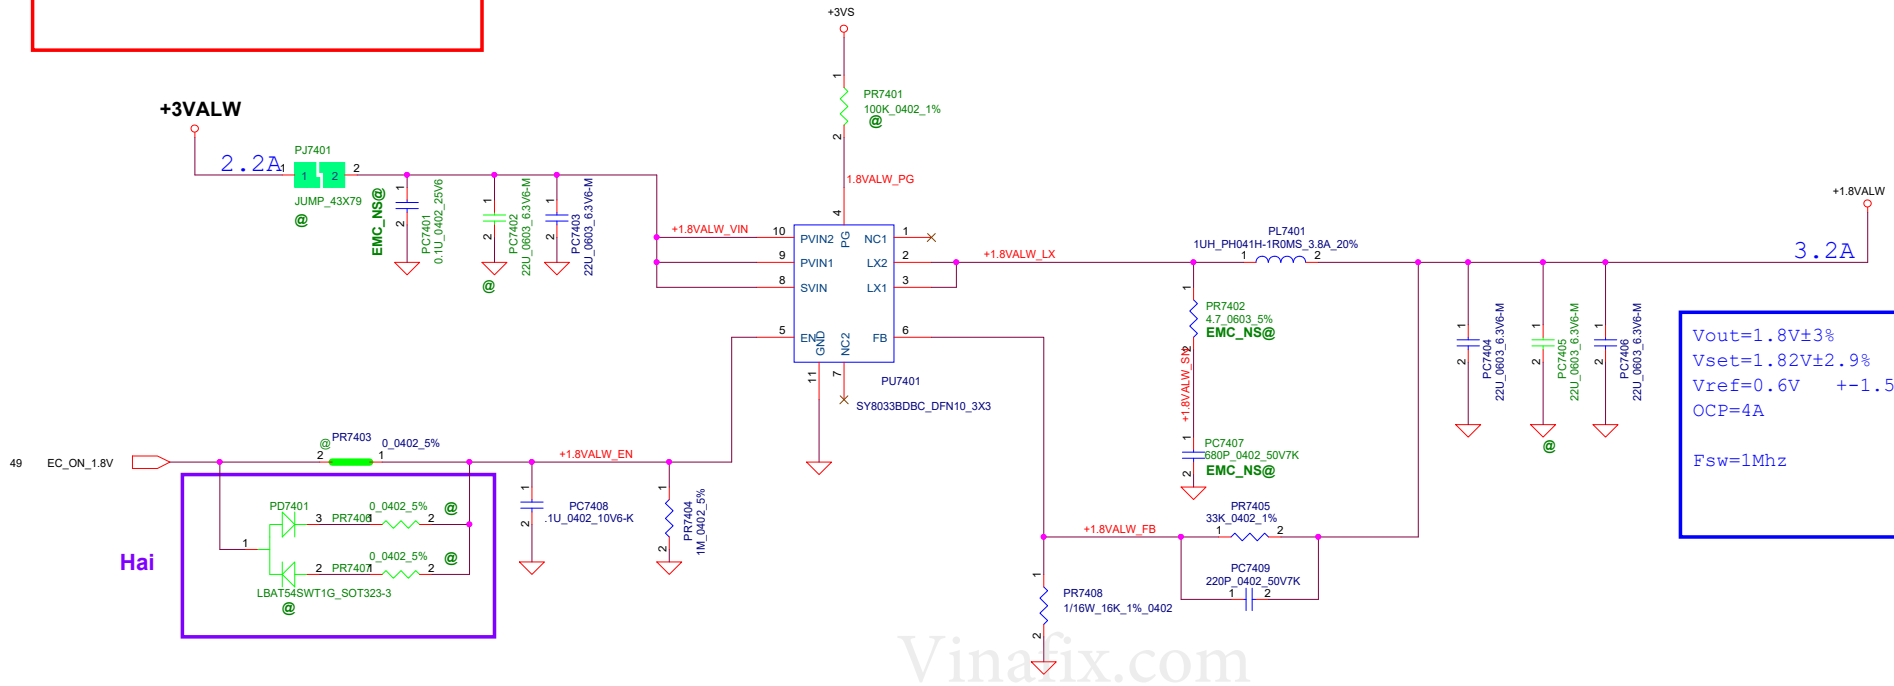 +3VS
1
PR7401
100K_0402_1%
@
2
+3VALW
2.2A
PJ7401
1
1
2
2
JUMP_43X79
@
EMC_NS@
1
2
PC7401
0.1U_0402_25V6
1
2
PC7402
22U_0603_6.3V6-M
@
1
2
PC7403
22U_0603_6.3V6-M
1.8VALW_PG
4
+1.8VALW_VIN
10
PVIN2
PG
NC1
1
9
PVIN1
LX2
2
+1.8VALW_LX
8
SVIN
LX1
3
5
EN
GND
NC2
FB
6
11
7
PU7401
SY8033BDBC_DFN10_3X3
PL7401
1UH_PH041H-1R0MS_3.8A_20%
1
2
+1.8VALW
3.2A
1
PR7402
4.7_0603_5%
EMC_NS@
2
+1.8VALW_SN
1
PC7407
680P_0402_50V7K
EMC_NS@
2
1
2
PC7404
22U_0603_6.3V6-M
1
2
PC7405
22U_0603_6.3V6-M
@
1
2
PC7406
22U_0603_6.3V6-M
Vout=1.8V±3%
Vset=1.82V±2.9%
Vref=0.6V +-1.5
OCP=4A
Fsw=1Mhz
49
EC_ON_1.8V
@
PR7403
0_0402_5%
2
1
+1.8VALW_EN
Hai
PD7401
1
3
PR7406
0_0402_5%
1
2
@
2
PR7407
0_0402_5%
1
2
@
LBAT54SWT1G_SOT323-3
@
1
PC7408
.1U_0402_10V6-K
2
1
2
PR7404
1M_0402_5%
+1.8VALW_FB
PR7405
33K_0402_1%
1
2
PC7409
220P_0402_50V7K
1
2
1
PR7408
1/16W_16K_1%_0402
2
Vinafix.com